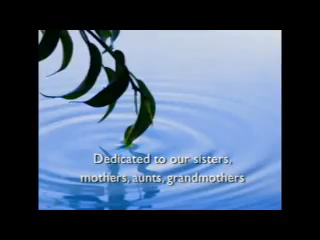 Dedicated to our sisters,
mothers, aunts, grandmothers